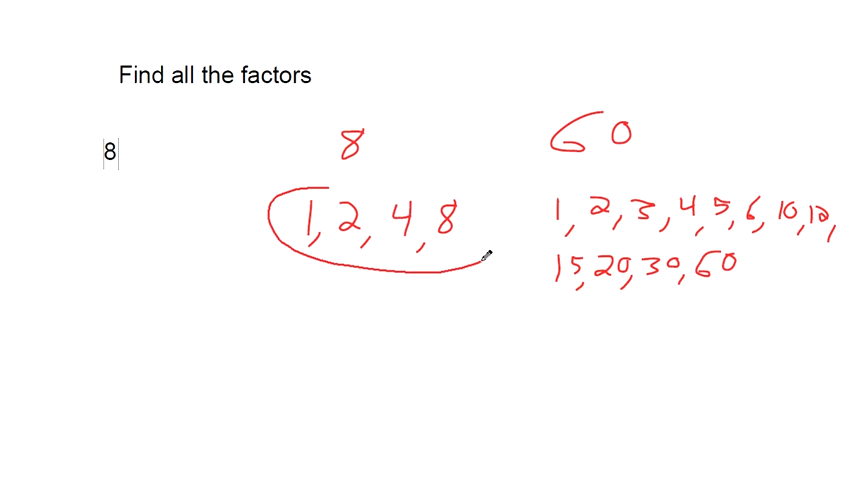 Find all the factors
8
8
60
1, 2, 4, 8
1, 2, 3, 4, 5, 6, 10, 12,
15, 20, 30, 60